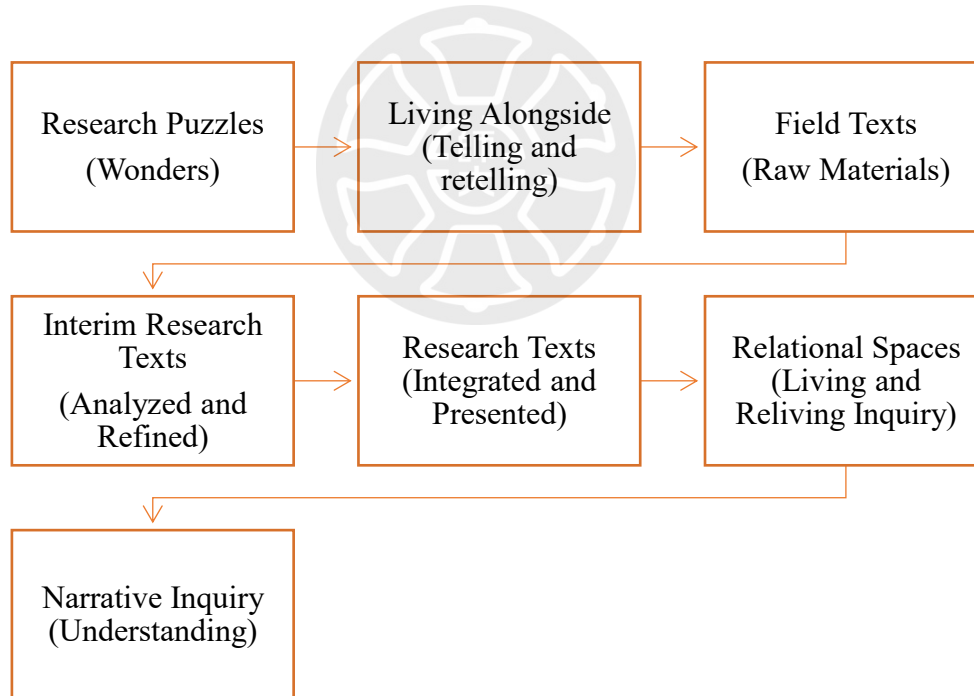 Research Puzzles
(Wonders)
Living Alongside
(Telling and
retelling)
Field Texts
(Raw Materials)
Interim Research
Texts
(Analyzed and
Refined)
Research Texts
(Integrated and
Presented)
Relational Spaces
(Living and
Reliving Inquiry)
Narrative Inquiry
(Understanding)